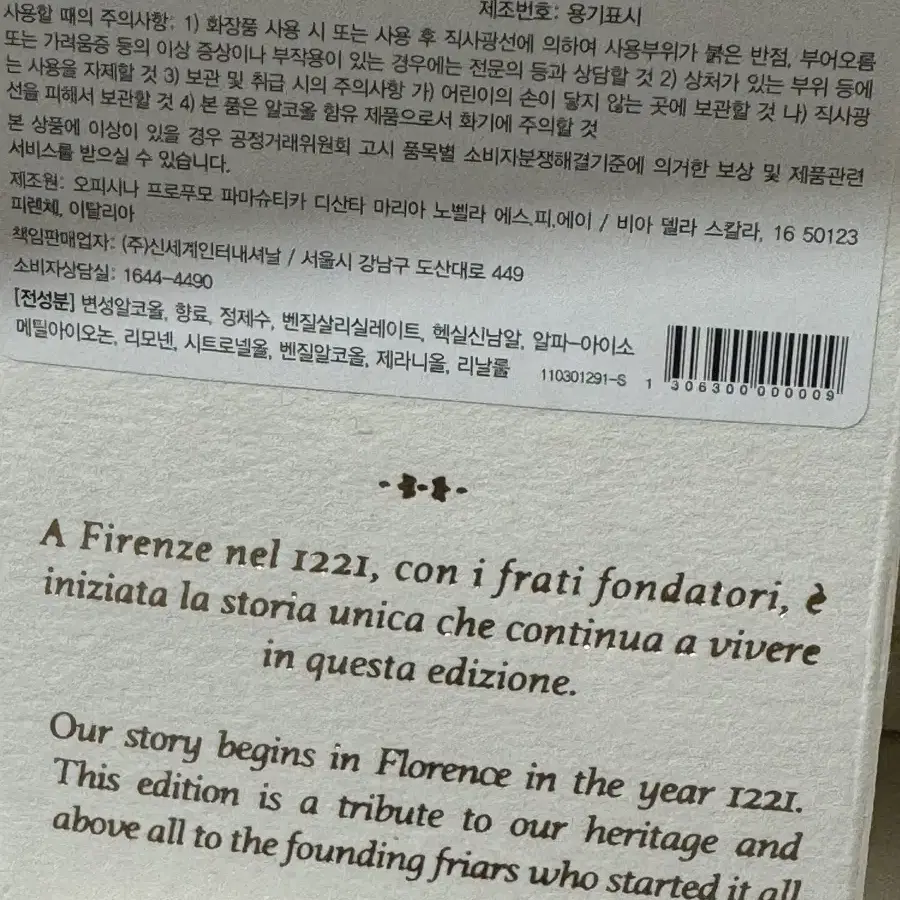 제조번호: 용기표시
사용할 때의 주의사항: 1) 화장품 사용 시 또는 사용 후 직사광선에 의하여 사용부위가 붉은 반점, 부어오름
또는 가려움증 등의 이상 증상이나 부작용이 있는 경우에는 전문의 등과 상담할 것 2) 상처가 있는 부위 등에
는 사용을 자제할 것 3) 보관 및 취급 시의 주의사항 가) 어린이의 손이 닿지 않는 곳에 보관할 것 나) 직사광
선을 피해서 보관할 것 4) 본 품은 알코올 함유 제품으로서 화기에 주의할 것
본 상품에 이상이 있을 경우 공정거래위원회 고시 품목별 소비자분쟁해결기준에 의거한 보상 및 제품관련
서비스를 받으실 수 있습니다.
제조원: 오피시나 프로푸모 파마슈티카 디산타 마리아 노벨라 에스.피.에이 / 비아 델라 스칼라, 16 50123
피렌체, 이탈리아
책임판매업자: (주)신세계인터내셔날 / 서울시 강남구 도산대로 449
소비자상담실: 1644-4490
[전성분] 변성알코올, 향료, 정제수, 벤질살리실레이트, 헥실신남알, 알파-아이소
메틸아이오논, 리모넨, 시트로넬올, 벤질알코올, 제라니올, 리날룰
110301291-S
1 306300 000009
A Firenze nel 1221, con i frati fondatori, è
iniziata la storia unica che continua a vivere
in questa edizione.
Our story begins in Florence in the year 1221.
This edition is a tribute to our heritage and
above all to the founding friars who started it all